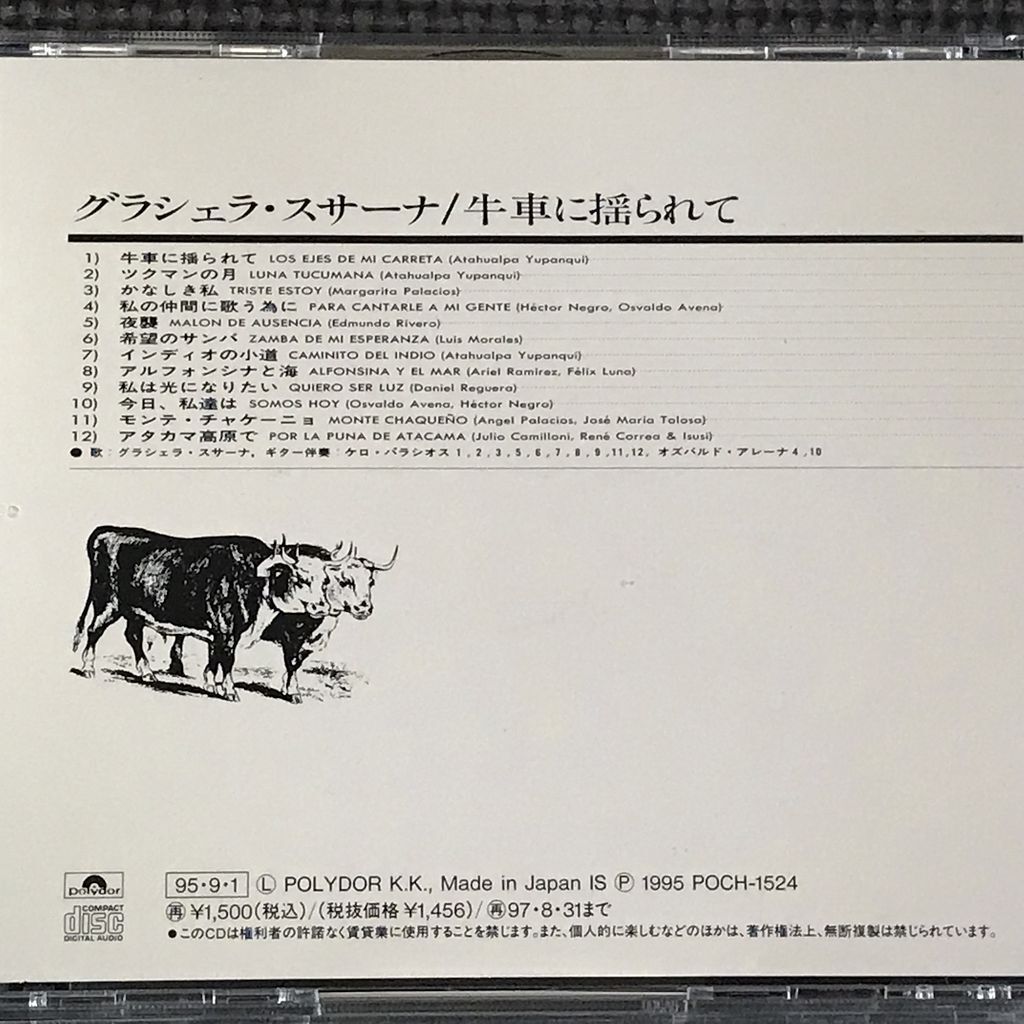 グラシェラ・スサーナ/牛車に揺られて
1) 牛車に揺られて LOS EJES DE MI CARRETA (Atahualpa Yupanqui)
2) ツクマンの月 LUNA TUCUMANA (Atahualpa Yupanqui)
3) かなしき私 TRISTE ESTOY (Margarita Palacios)
4) 私の仲間に歌う為に PARA CANTARLE A MI GENTE (Héctor Negro, Osvaldo Avena)
5) 夜襲 MALON DE AUSENCIA (Edmundo Rivero)
6) 希望のサンバ ZAMBA DE MI ESPERANZA (Luis Morales)
7) インディオの小道 CAMINITO DEL INDIO (Atahualpa Yupanqui)
8) アルフォンシナと海 ALFONSINA Y EL MAR (Ariel Ramirez, Félix Luna)
9) 私は光になりたい QUIERO SER LUZ (Daniel Reguera)
10) 今日、私達は SOMOS HOY (Osvaldo Avena, Héctor Negro)
11) モンテ・チャケーニョ MONTE CHAQUEÑO (Angel Palacios, José Maria Tolosa)
12) アタカマ高原で POR LA PUNA DE ATACAMA (Julio Camilloni, René Correa & Isusi)
● 歌：グラシェラ・スサーナ, ギター伴奏：ケロ・パラシオス 1,2,3,5,6,7,8,9,11,12, オズバルド・アレーナ 4,10
polydor
95・9・1 Ⓛ POLYDOR K.K., Made in Japan IS Ⓟ 1995 POCH-1524
COMPACT disc DIGITAL AUDIO
㊞再 ¥1,500(税込)/(税抜価格¥1,456)/再97・8・31まで
●このCDは権利者の許諾なく賃貸業に使用することを禁じます。また、個人的に楽しむなどのほかは、著作権法上、無断複製は禁じられています。